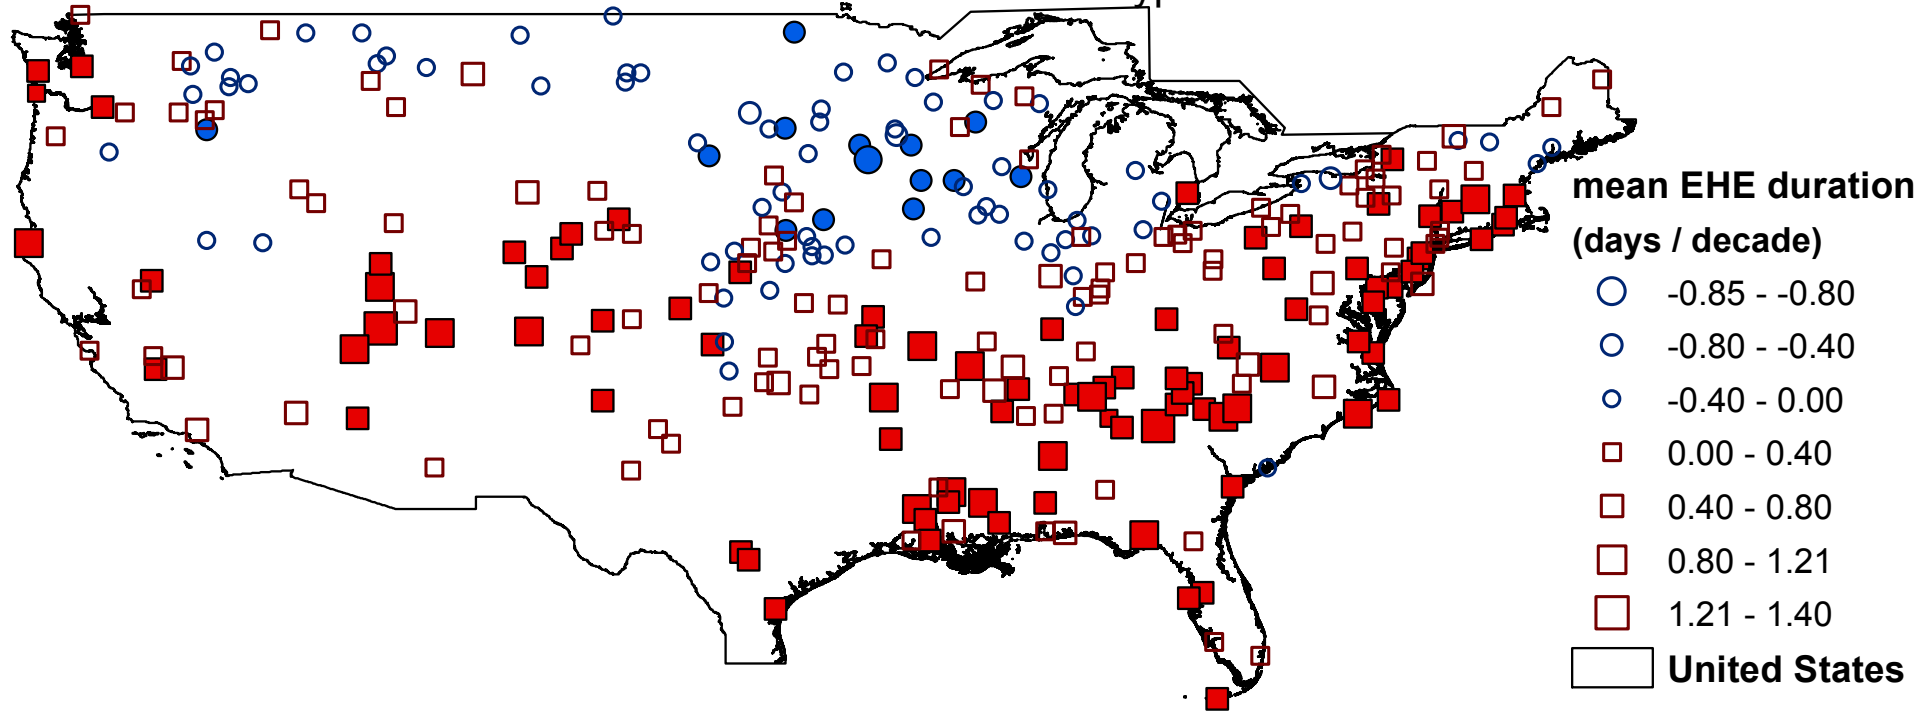 mean EHE duration
(days / decade)
-0.85 - -0.80
-0.80 - -0.40
-0.40 - 0.00
0.00 - 0.40
0.40 - 0.80
0.80 - 1.21
1.21 - 1.40
United States